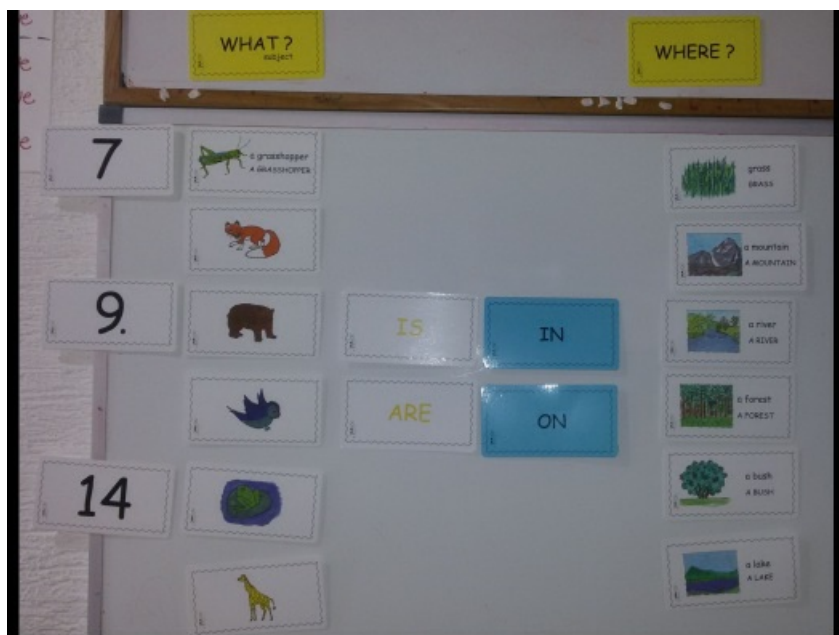 WHAT ?
subject
WHERE ?
7
a grasshopper
A GRASSHOPPER
grass
GRASS
a mountain
A MOUNTAIN
9.
IS
IN
a river
A RIVER
ARE
ON
a forest
A FOREST
14
a bush
A BUSH
a lake
A LAKE